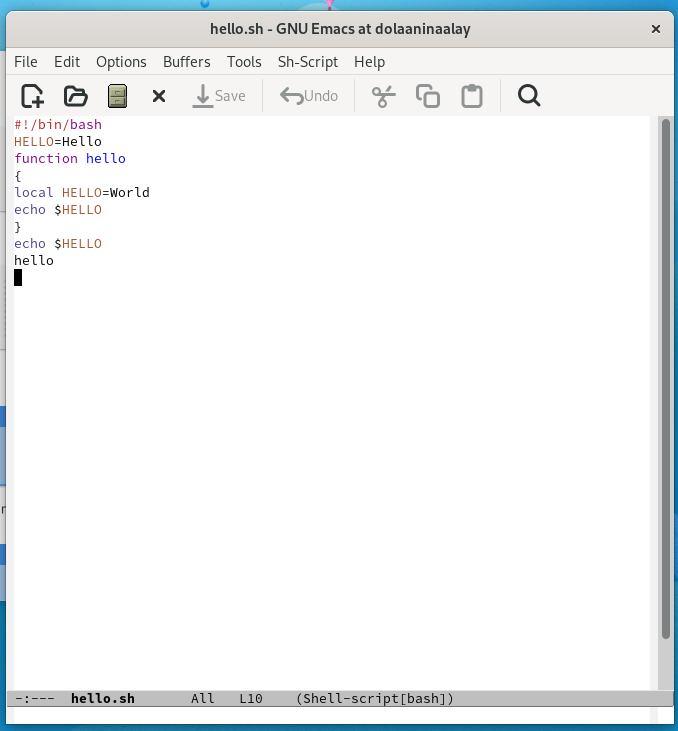 hello.sh - GNU Emacs at dolaaninaalay ×
File Edit Options Buffers Tools Sh-Script Help
Save Undo
#!/bin/bash
HELLO=Hello
function hello
{
local HELLO=World
echo $HELLO
}
echo $HELLO
hello
-:--- hello.sh All L10 (Shell-script[bash])